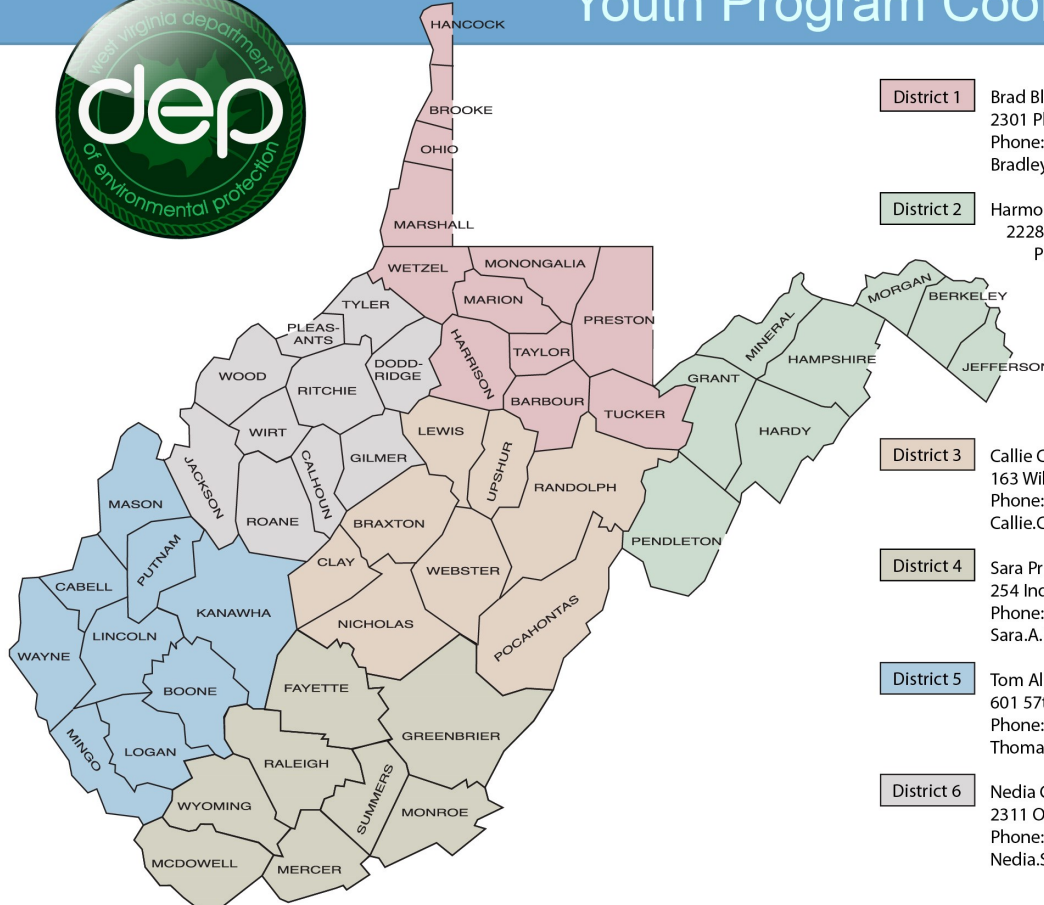 Youth Program Coo
west virginia department
dep
of environmental protection
HANCOCK
BROOKE
OHIO
MARSHALL
WETZEL
MONONGALIA
MARION
PRESTON
TYLER
PLEAS-
ANTS
HARRISON
TAYLOR
DODD-
RIDGE
WOOD
RITCHIE
BARBOUR
TUCKER
WIRT
LEWIS
GILMER
CALHOUN
JACKSON
ROANE
UPSHUR
RANDOLPH
MORGAN
BERKELEY
JEFFERSON
MINERAL
HAMPSHIRE
GRANT
HARDY
PENDLETON
MASON
PUTNAM
CABELL
KANAWHA
LINCOLN
WAYNE
BOONE
MINGO
LOGAN
BRAXTON
CLAY
WEBSTER
NICHOLAS
POCAHONTAS
FAYETTE
GREENBRIER
RALEIGH
SUMMERS
MONROE
WYOMING
MCDOWELL
MERCER
District 1
Brad Bl
2301 Pl
Phone:
Bradley
District 2
Harmo
2228
P
District 3
Callie C
163 Wil
Phone:
Callie.C
District 4
Sara Pr
254 Ind
Phone:
Sara.A.
District 5
Tom Al
601 57t
Phone:
Thoma
District 6
Nedia C
2311 O
Phone:
Nedia.S